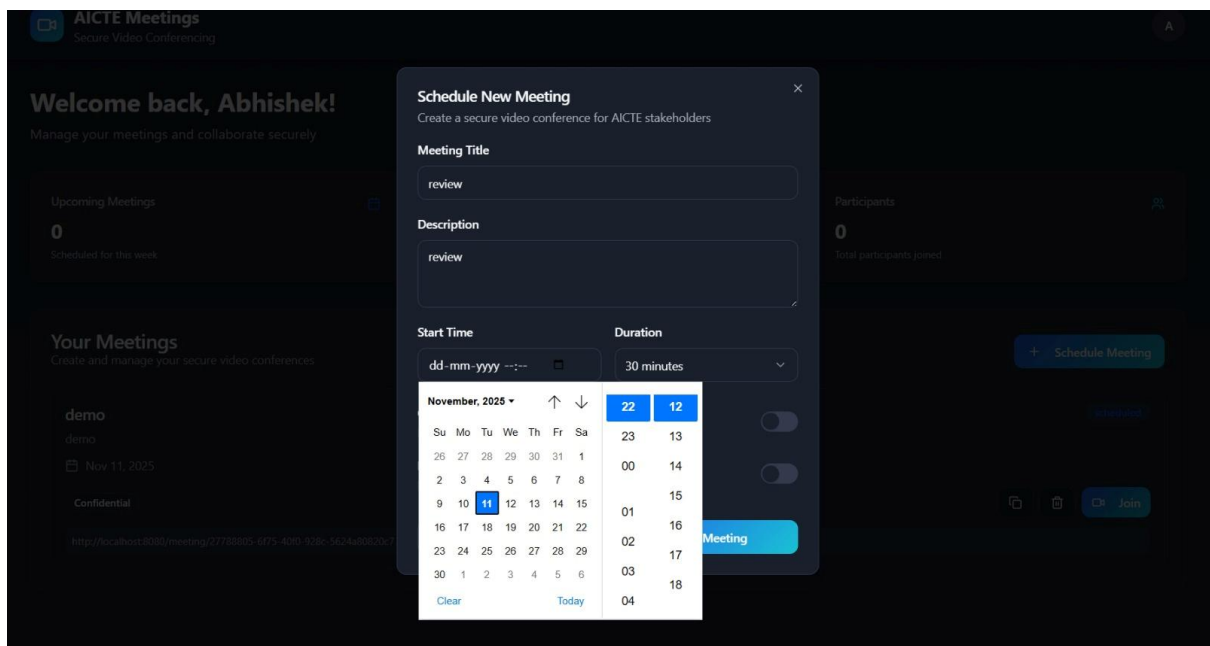 AICTE Meetings
Secure Video Conferencing
A
Welcome back, Abhishek!
Manage your meetings and collaborate securely
Upcoming Meetings
0
Scheduled for this week
Participants
0
Total participants joined
Your Meetings
Create and manage your secure video conferences
+ Schedule Meeting
demo
scheduled
demo
Nov 11, 2025
Confidential
Join
Schedule New Meeting
Create a secure video conference for AICTE stakeholders
Meeting Title
review
Description
review
Start Time Duration
dd-mm-yyyy --:-- 30 minutes
November, 2025
Su Mo Tu We Th Fr Sa
26 27 28 29 30 31 1
2 3 4 5 6 7 8
9 10 11 12 13 14 15
16 17 18 19 20 21 22
23 24 25 26 27 28 29
30 1 2 3 4 5 6
Clear Today
22 12
23 13
00 14
15
01
16
02
17
03
18
04
Meeting